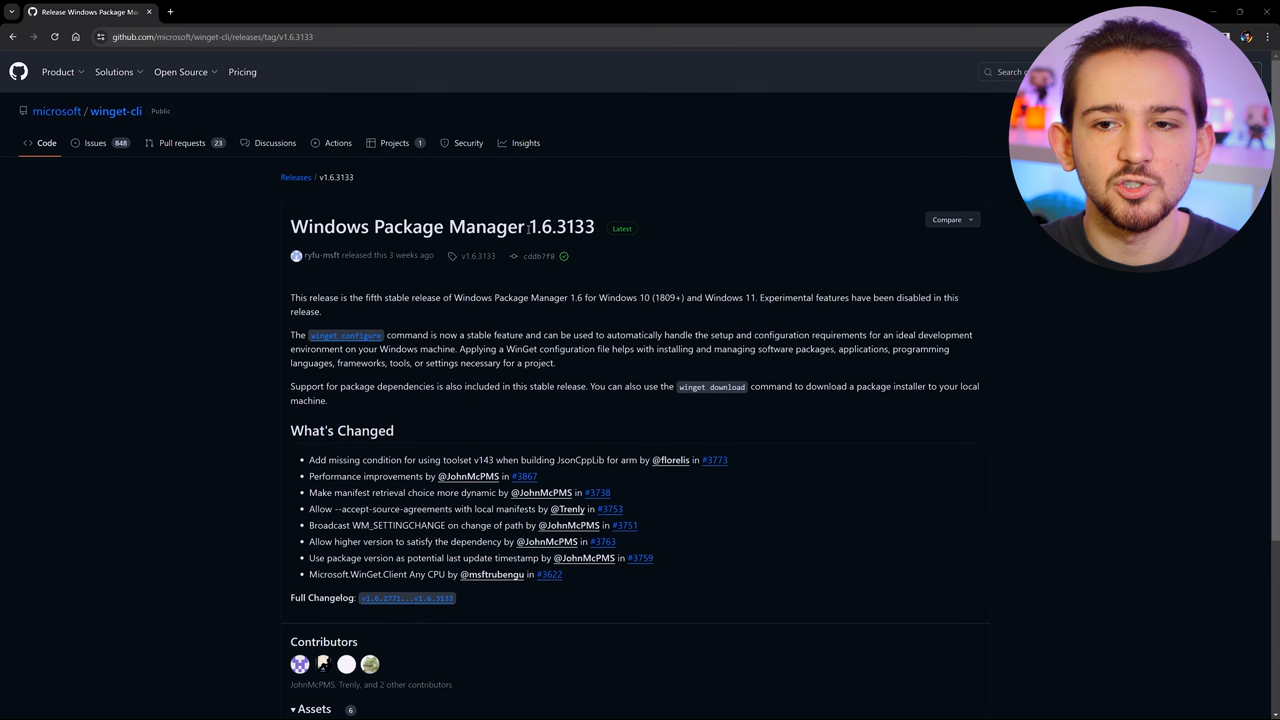 Release Windows Package Ma
github.com/microsoft/winget-cli/releases/tag/v1.6.3133
Product Solutions Open Source Pricing
Search
microsoft / winget-cli Public
Code Issues 848 Pull requests 23 Discussions Actions Projects 1 Security Insights
Releases / v1.6.3133
Windows Package Manager 1.6.3133 Latest
Compare
ryfu-msft released this 3 weeks ago v1.6.3133 cddb7f8
This release is the fifth stable release of Windows Package Manager 1.6 for Windows 10 (1809+) and Windows 11. Experimental features have been disabled in this
release.
The winget configure command is now a stable feature and can be used to automatically handle the setup and configuration requirements for an ideal development
environment on your Windows machine. Applying a WinGet configuration file helps with installing and managing software packages, applications, programming
languages, frameworks, tools, or settings necessary for a project.
Support for package dependencies is also included in this stable release. You can also use the winget download command to download a package installer to your local
machine.
What's Changed
• Add missing condition for using toolset v143 when building JsonCppLib for arm by @florelis in #3773
• Performance improvements by @JohnMcPMS in #3867
• Make manifest retrieval choice more dynamic by @JohnMcPMS in #3738
• Allow --accept-source-agreements with local manifests by @Trenly in #3753
• Broadcast WM_SETTINGCHANGE on change of path by @JohnMcPMS in #3751
• Allow higher version to satisfy the dependency by @JohnMcPMS in #3763
• Use package version as potential last update timestamp by @JohnMcPMS in #3759
• Microsoft.WinGet.Client Any CPU by @msftrubengu in #3622
Full Changelog: v1.6.2771...v1.6.3133
Contributors
JohnMcPMS, Trenly, and 2 other contributors
Assets 6